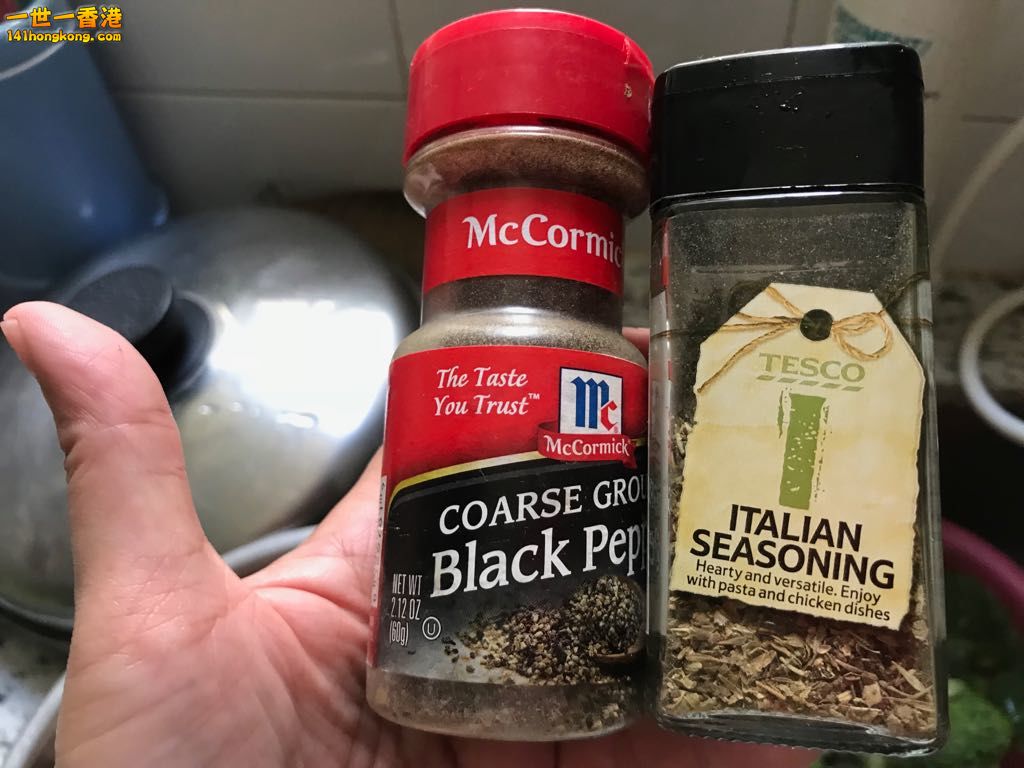 一世一香港
141hongkong.com
McCormic
The Taste
You Trust™
Mc
McCormick
COARSE GROU
Black Pepp
NET WT
2.12 OZ
(60g)
U
TESCO
I
ITALIAN
SEASONING
Hearty and versatile. Enjoy
with pasta and chicken dishes